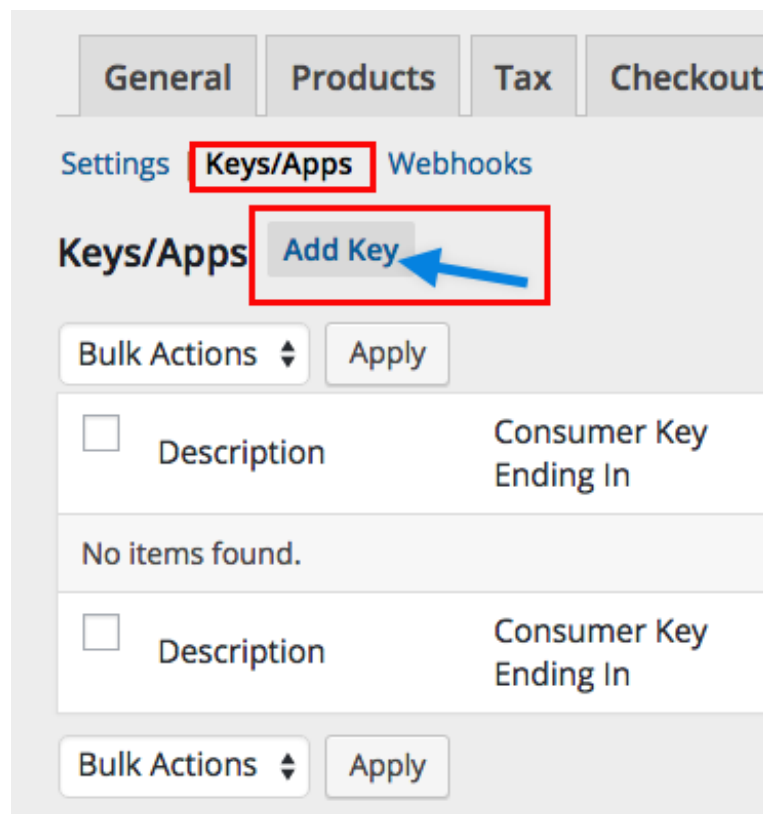 General Products Tax Checkout
Settings | Keys/Apps Webhooks
Keys/Apps Add Key
Bulk Actions Apply
Description Consumer Key
Ending In
No items found.
Description Consumer Key
Ending In
Bulk Actions Apply